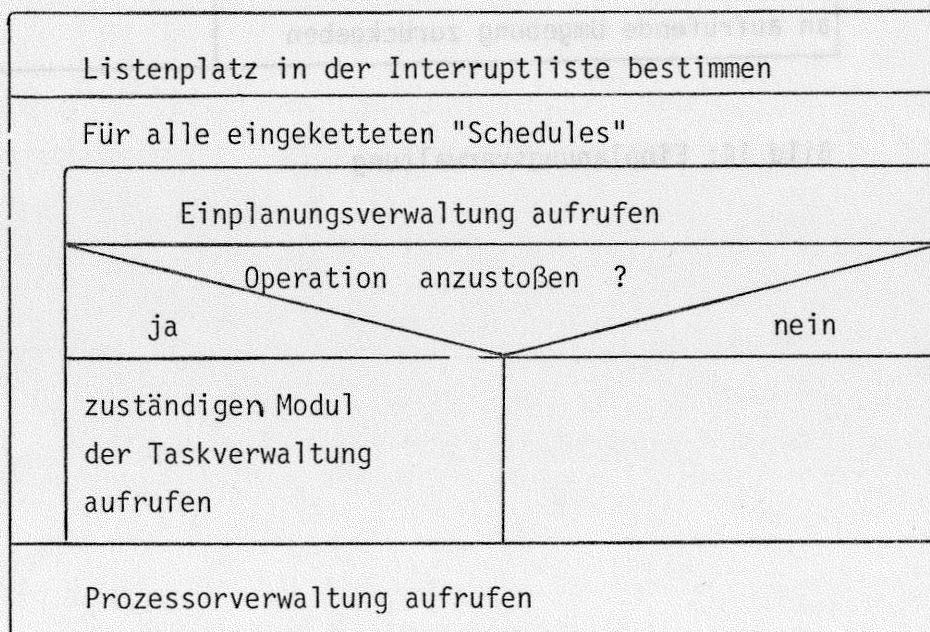 Listenplatz in der Interruptliste bestimmen
Für alle eingeketteten "Schedules"
Einplanungsverwaltung aufrufen
Operation anzustoßen ?
ja
nein
zuständigen Modul
der Taskverwaltung
aufrufen
Prozessorverwaltung aufrufen